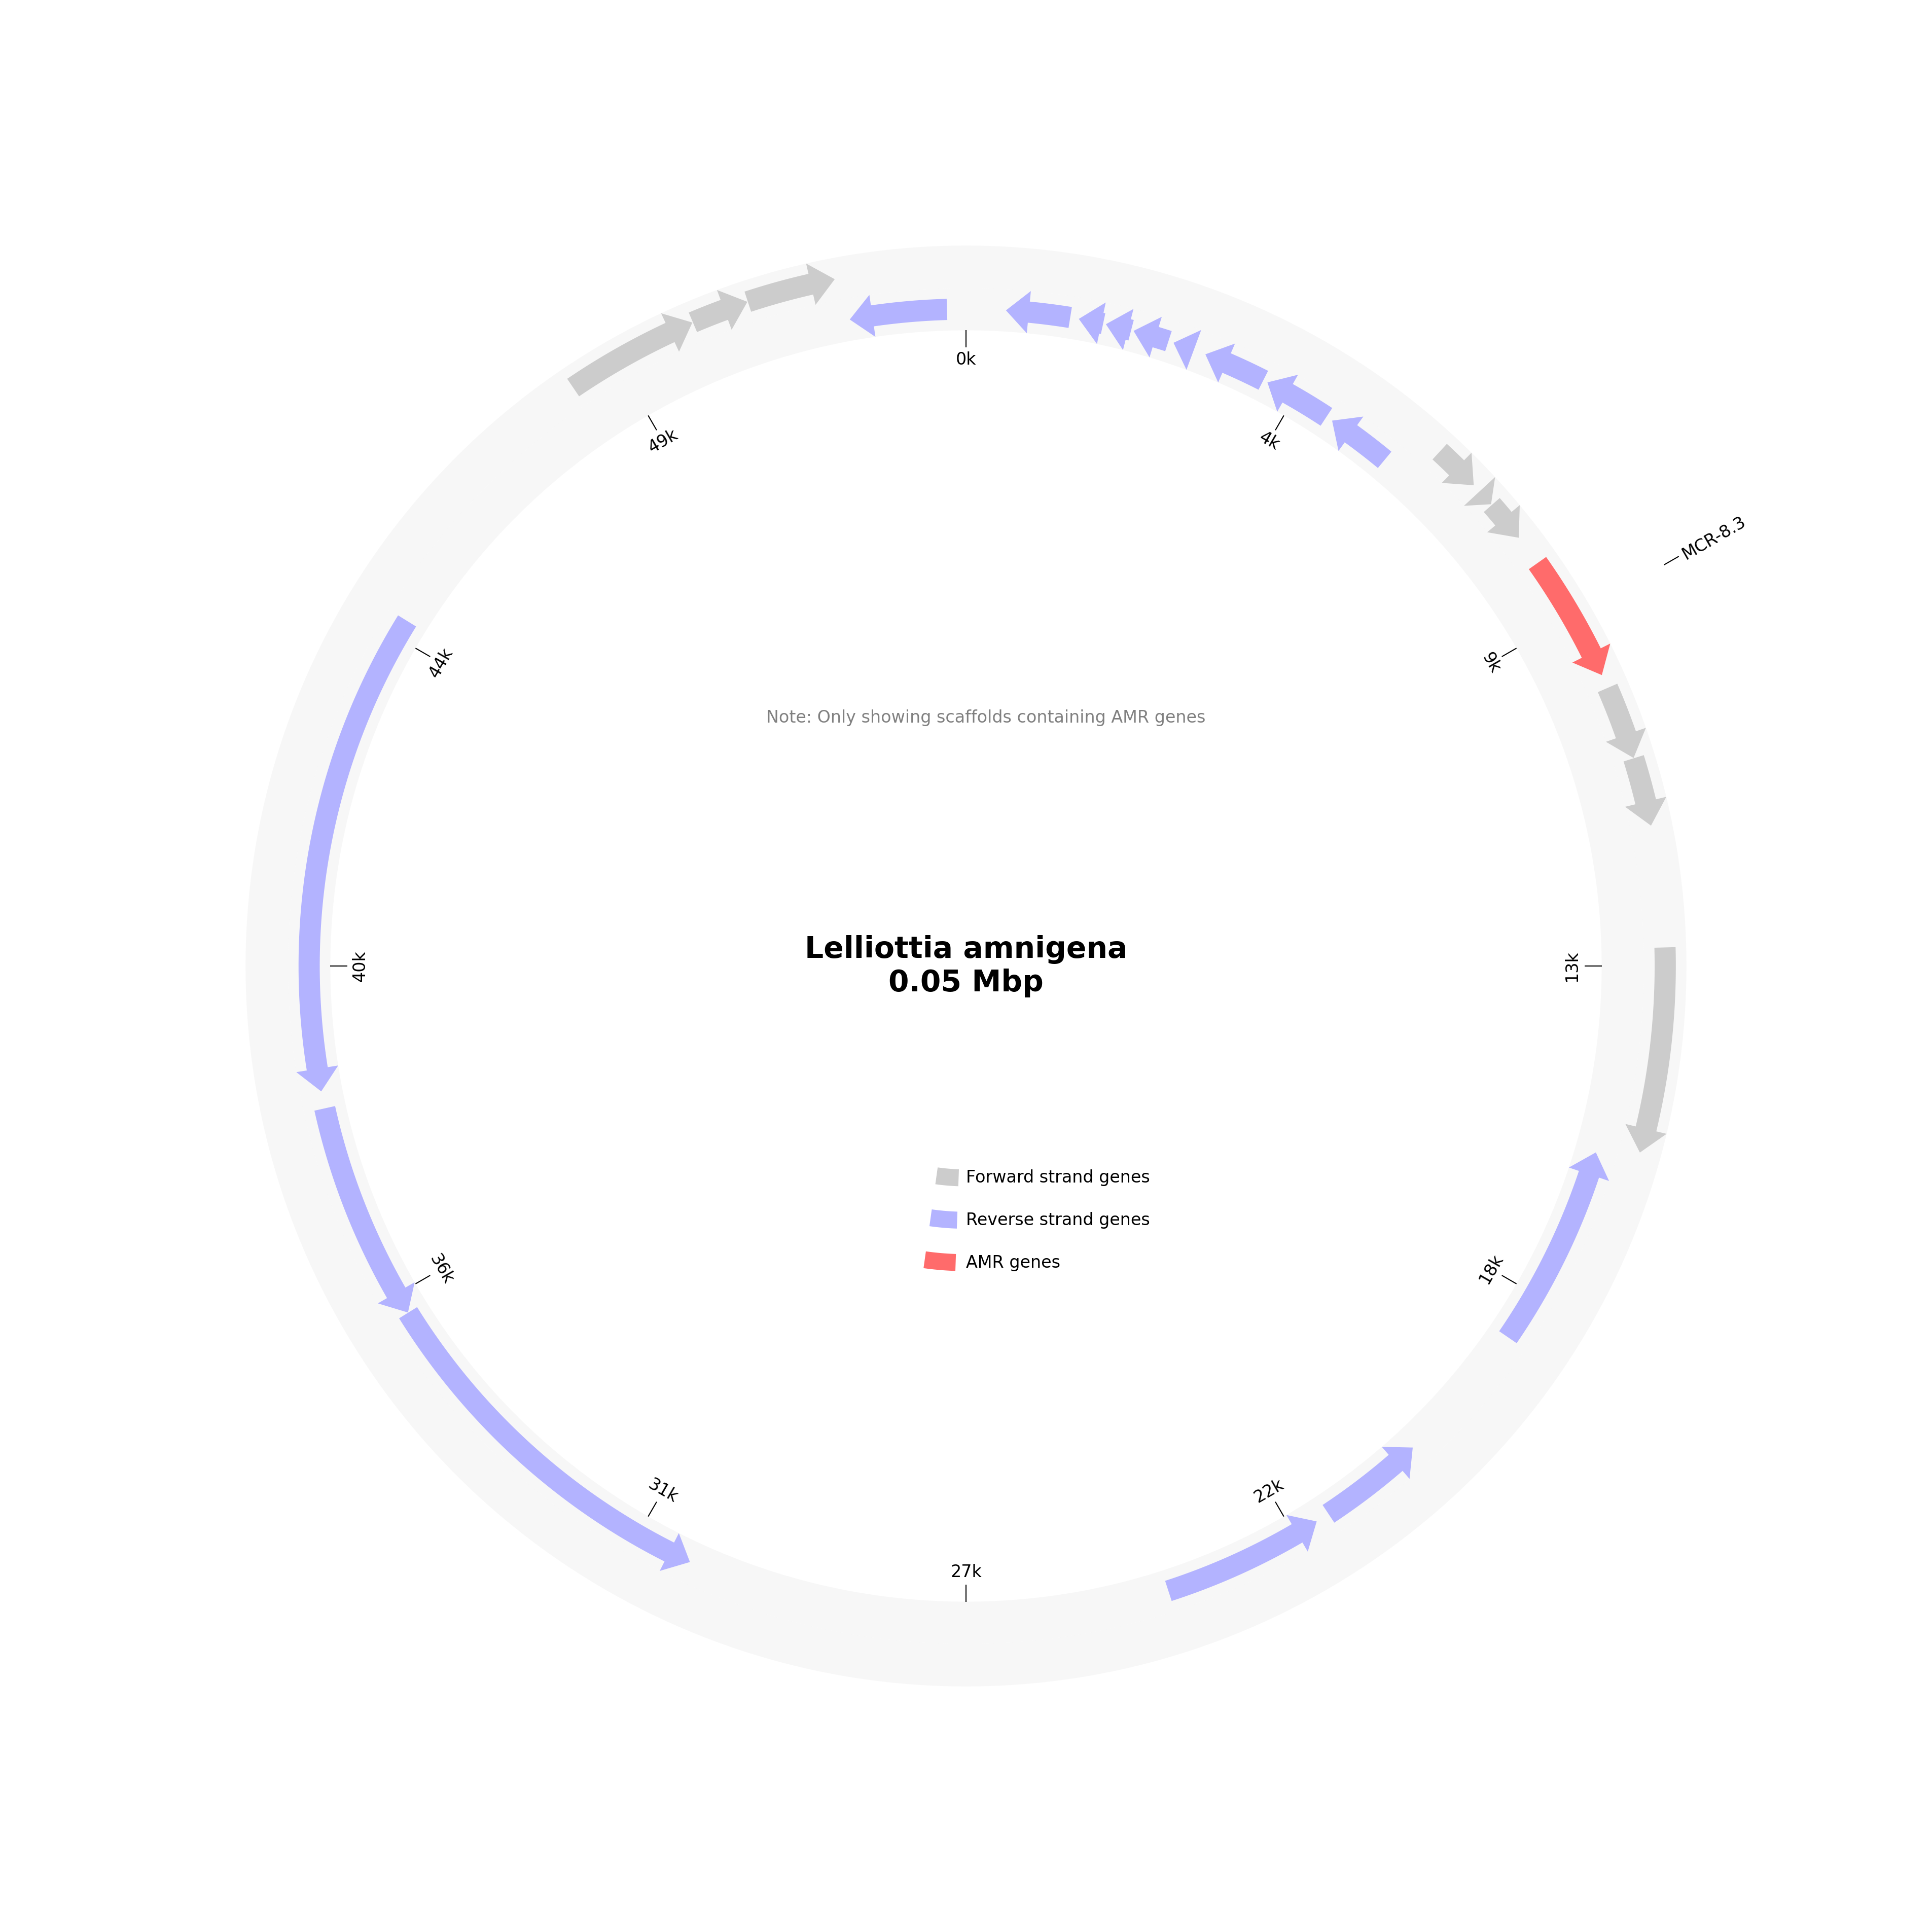 0k
49k
4k
MCR-8.3
44k
9k
Note: Only showing scaffolds containing AMR genes
Lelliottia amnigena
0.05 Mbp
40k
13k
Forward strand genes
Reverse strand genes
AMR genes
36k
18k
31k
22k
27k